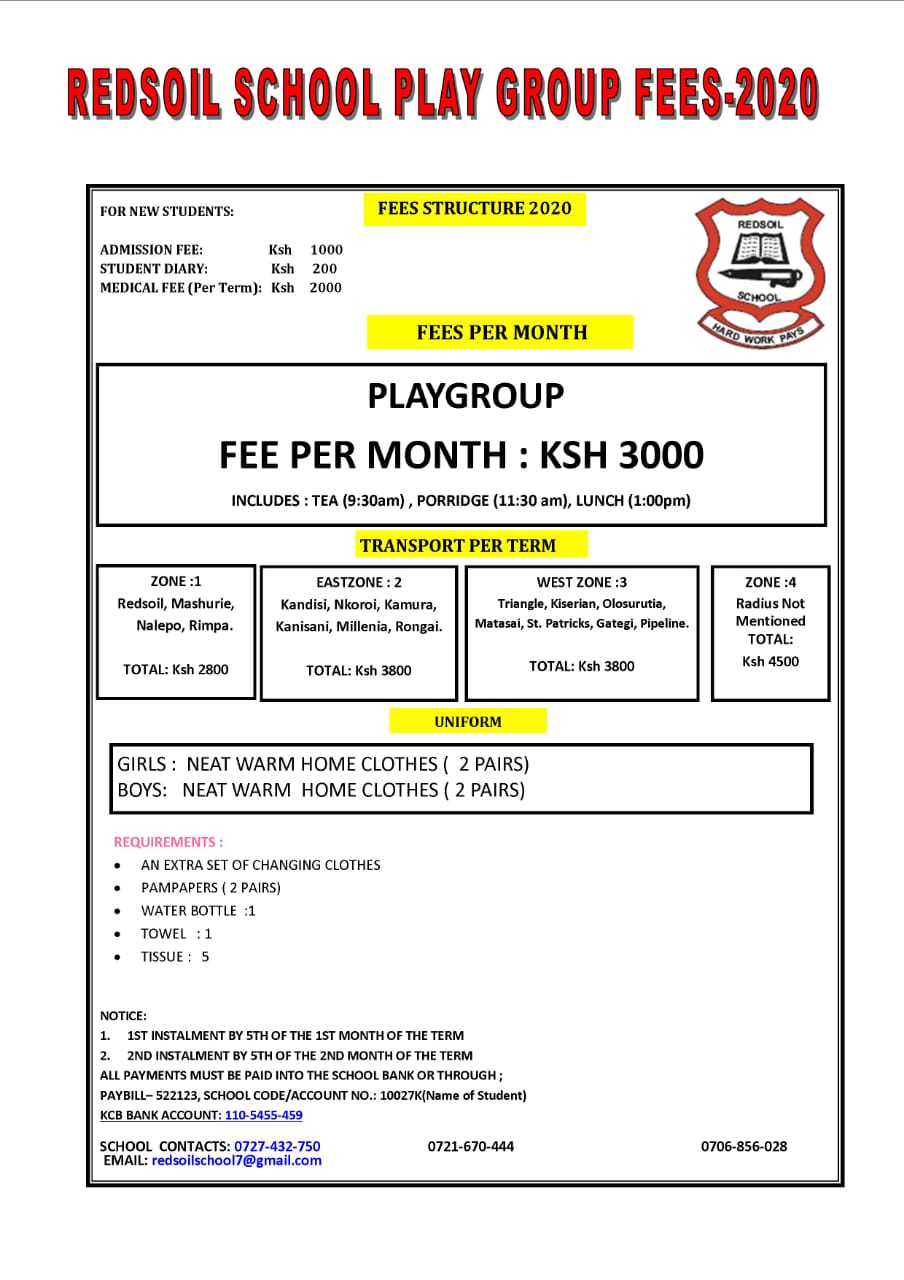 REDSOIL SCHOOL PLAY GROUP FEES-2020
FOR NEW STUDENTS:
FEES STRUCTURE 2020
REDSOIL
SCHOOL
HARD WORK PAYS
ADMISSION FEE: Ksh 1000
STUDENT DIARY: Ksh 200
MEDICAL FEE (Per Term): Ksh 2000
FEES PER MONTH
PLAYGROUP
FEE PER MONTH : KSH 3000
INCLUDES : TEA (9:30am) , PORRIDGE (11:30 am), LUNCH (1:00pm)
TRANSPORT PER TERM
ZONE :1
Redsoil, Mashurie,
Nalepo, Rimpa.
TOTAL: Ksh 2800
EASTZONE : 2
Kandisi, Nkoroi, Kamura,
Kanisani, Millenia, Rongai.
TOTAL: Ksh 3800
WEST ZONE :3
Triangle, Kiserian, Olosurutia,
Matasai, St. Patricks, Gategi, Pipeline.
TOTAL: Ksh 3800
ZONE :4
Radius Not
Mentioned
TOTAL:
Ksh 4500
UNIFORM
GIRLS : NEAT WARM HOME CLOTHES ( 2 PAIRS)
BOYS: NEAT WARM HOME CLOTHES ( 2 PAIRS)
REQUIREMENTS :
• AN EXTRA SET OF CHANGING CLOTHES
• PAMPAPERS ( 2 PAIRS)
• WATER BOTTLE :1
• TOWEL : 1
• TISSUE : 5
NOTICE:
1. 1ST INSTALMENT BY 5TH OF THE 1ST MONTH OF THE TERM
2. 2ND INSTALMENT BY 5TH OF THE 2ND MONTH OF THE TERM
ALL PAYMENTS MUST BE PAID INTO THE SCHOOL BANK OR THROUGH ;
PAYBILL– 522123, SCHOOL CODE/ACCOUNT NO.: 10027K(Name of Student)
KCB BANK ACCOUNT: 110-5455-459
SCHOOL CONTACTS: 0727-432-750 0721-670-444 0706-856-028
EMAIL: redsoilschool7@gmail.com